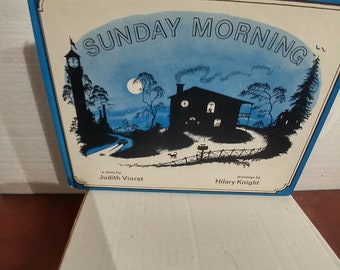 SUNDAY MORNING
a story by
Judith Viorst
drawings by
Hilary Knight